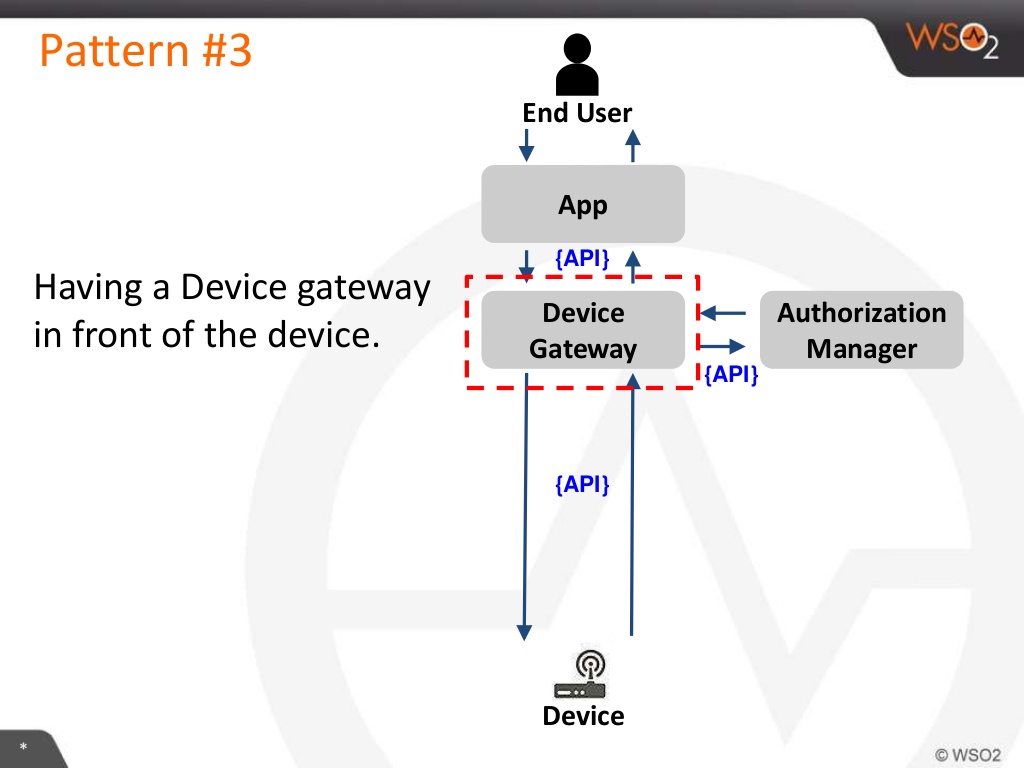 Pattern #3
WSO2
End User
App
{API}
Having a Device gateway
in front of the device.
Device
Gateway
Authorization
Manager
{API}
{API}
Device
*
© WSO2